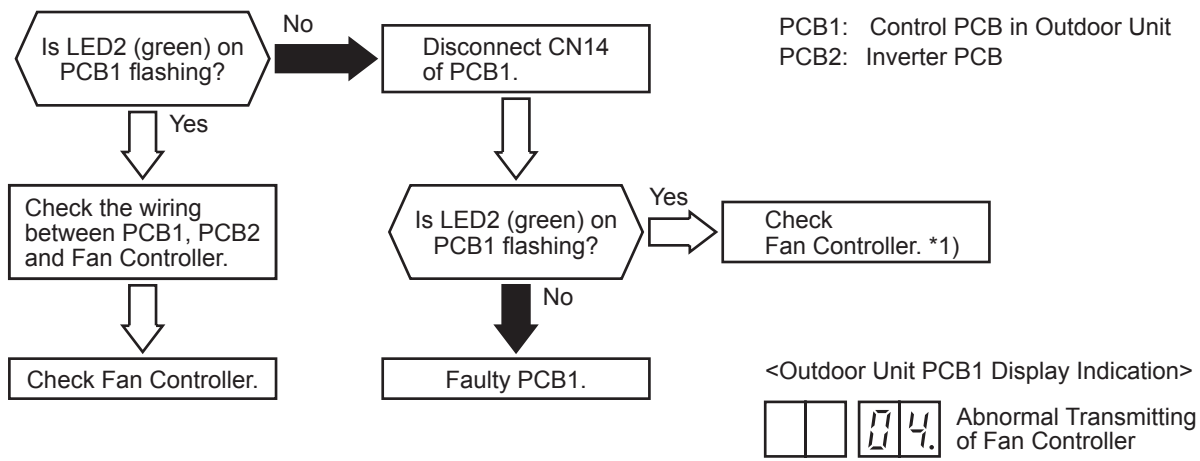 Is LED2 (green) on
PCB1 flashing?
No
Disconnect CN14
of PCB1.
PCB1: Control PCB in Outdoor Unit
PCB2: Inverter PCB
Yes
Check the wiring
between PCB1, PCB2
and Fan Controller.
Is LED2 (green) on
PCB1 flashing?
Yes
Check
Fan Controller. *1)
No
Check Fan Controller.
Faulty PCB1.
<Outdoor Unit PCB1 Display Indication>
04.
Abnormal Transmitting
of Fan Controller